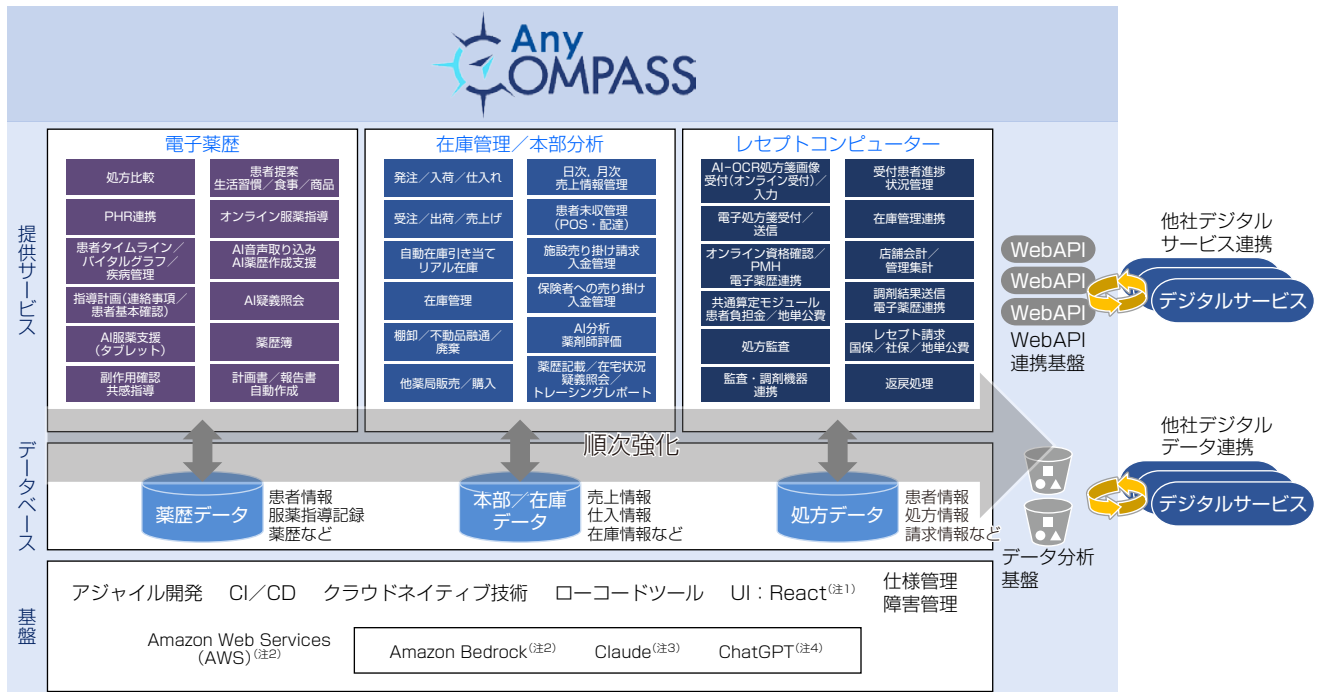 Any
COMPASS
提供サービス
電子薬歴
処方比較
患者提案
生活習慣／食事／商品
PHR連携
オンライン服薬指導
患者タイムライン／
バイタルグラフ／
疾病管理
AI音声取り込み
AI薬歴作成支援
指導計画(連絡事項／
患者基本確認)
AI疑義照会
AI服薬支援
(タブレット)
薬歴簿
副作用確認
共感指導
計画書／報告書
自動作成
在庫管理／本部分析
発注／入荷／仕入れ
日次，月次
売上情報管理
受注／出荷／売上げ
患者未収管理
(POS・配達)
自動在庫引き当て
リアル在庫
施設売り掛け請求
入金管理
在庫管理
保険者への売り掛け
入金管理
棚卸／不動品融通／
廃棄
AI分析
薬剤師評価
他薬局販売／購入
薬歴記載／在宅状況
疑義照会／
トレーシングレポート
レセプトコンピューター
AI-OCR処方箋画像
受付(オンライン受付)／
入力
受付患者進捗
状況管理
電子処方箋受付／
送信
在庫管理連携
オンライン資格確認／
PMH
電子薬歴連携
店舗会計／
管理集計
共通算定モジュール
患者負担金／地単公費
調剤結果送信
電子薬歴連携
処方監査
レセプト請求
国保／社保／地単公費
監査・調剤機器
連携
返戻処理
WebAPI
WebAPI
WebAPI
WebAPI
連携基盤
他社デジタル
サービス連携
デジタルサービス
順次強化
データベース
薬歴データ
患者情報
服薬指導記録
薬歴など
本部／在庫
データ
売上情報
仕入情報
在庫情報など
処方データ
患者情報
処方情報
請求情報など
データ分析
基盤
他社デジタル
データ連携
デジタルサービス
基盤
アジャイル開発 CI／CD クラウドネイティブ技術 ローコードツール UI：React(注1)
仕様管理
障害管理
Amazon Web Services
(AWS)(注2)
Amazon Bedrock(注2) Claude(注3) ChatGPT(注4)